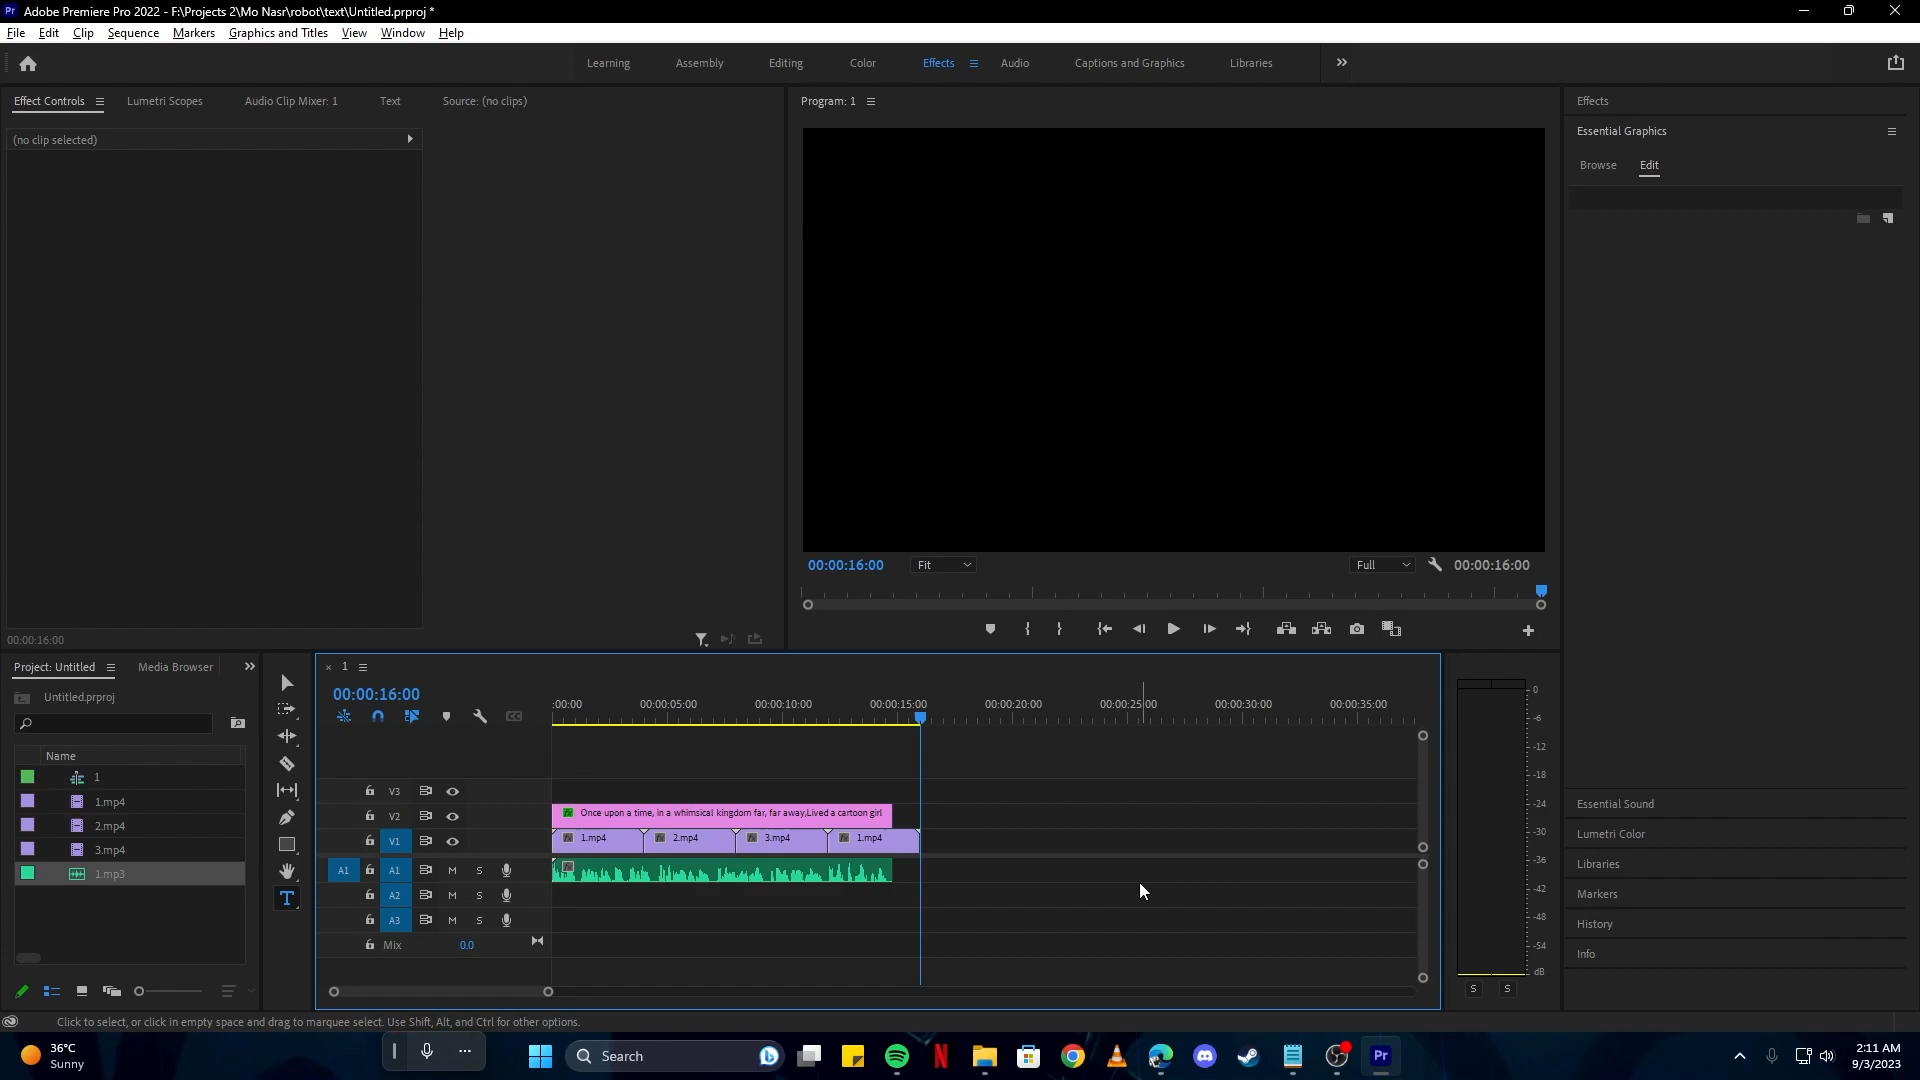 Pr Adobe Premiere Pro 2022 - F:\Projects 2\Mo Nasr\robot\text\Untitled.prproj *
File Edit Clip Sequence Markers Graphics and Titles View Window Help
Learning Assembly Editing Color Effects Audio Captions and Graphics Libraries
Effect Controls Lumetri Scopes Audio Clip Mixer: 1 Text Source: (no clips)
(no clip selected)
00:00:16:00
Program: 1
00:00:16:00 Fit Full 00:00:16:00
Effects
Essential Graphics
Browse Edit
Essential Sound
Lumetri Color
Libraries
Markers
History
Info
Project: Untitled Media Browser
Untitled.prproj
Name
1
1.mp4
2.mp4
3.mp4
1.mp3
T
1
00:00:16:00
:00:00 00:00:05:00 00:00:10:00 00:00:15:00 00:00:20:00 00:00:25:00 00:00:30:00 00:00:35:00
V3
V2 fx Once upon a time, in a whimsical kingdom far, far away,Lived a cartoon girl
V1 fx 1.mp4 fx 2.mp4 fx 3.mp4 fx 1.mp4
A1 A1 M S fx
A2 M S
A3 M S
Mix 0.0
0
-6
-12
-18
-24
-30
-36
-42
-48
-54
dB
S S
Click to select, or click in empty space and drag to marquee select. Use Shift, Alt, and Ctrl for other options.
36°C
Sunny
Search
N
Pr
2:11 AM
9/3/2023